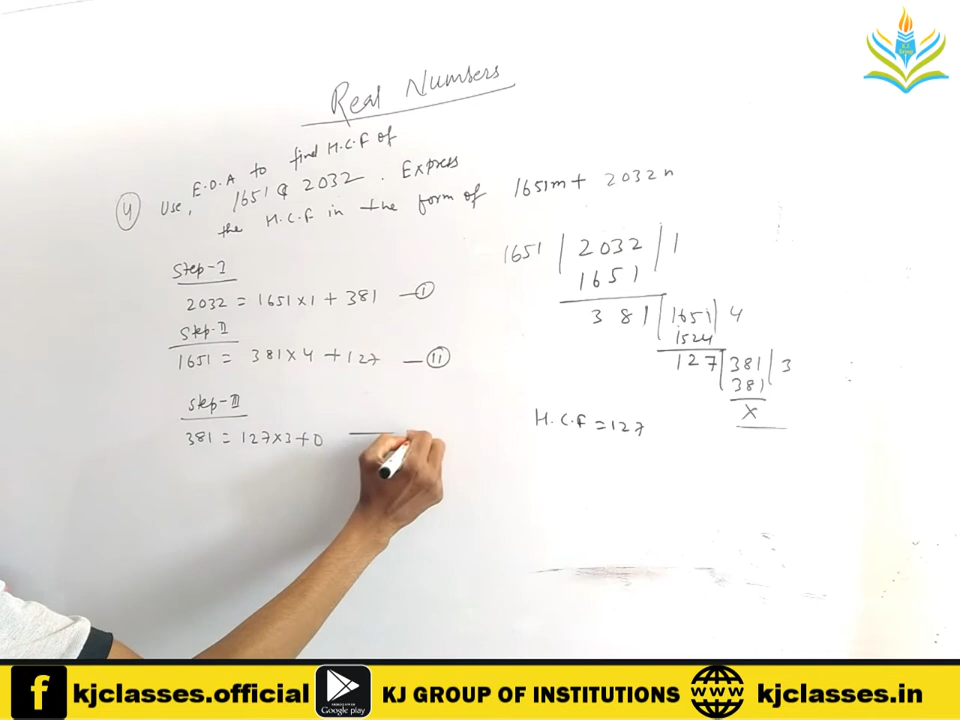 Real Numbers
4 Use, E.D.A to find H.C.F of
1651 & 2032. Express
the H.C.F in the form of 1651m + 2032n
Step-I
2032 = 1651×1 + 381 — I
Step-II
1651 = 381×4 + 127 — II
Step-III
381 = 127×3+0
1651 | 2032 | 1
1651
381 | 1651 | 4
1524
127 | 381 | 3
381
X
H.C.F = 127
f kjclasses.official Google play KJ GROUP OF INSTITUTIONS www kjclasses.in